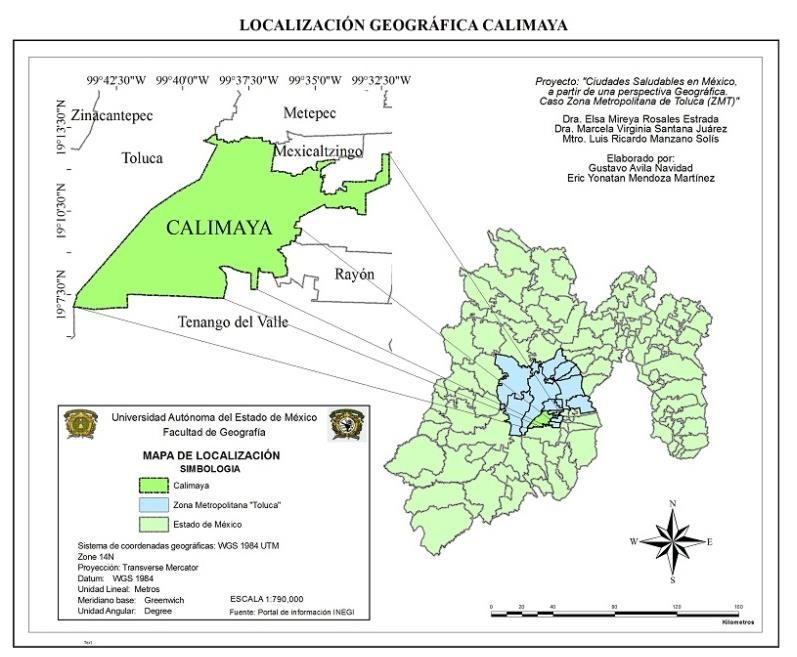 LOCALIZACIÓN GEOGRÁFICA CALIMAYA
99°42'30"W 99°40'0"W 99°37'30"W 99°35'0"W 99°32'30"W
19°13'30"N
19°10'30"N
19°7'30"N
Zinacantepec
Metepec
Toluca
Mexicaltzingo
CALIMAYA
Rayón
Tenango del Valle
Proyecto: "Ciudades Saludables en México,
a partir de una perspectiva Geográfica.
Caso Zona Metropolitana de Toluca (ZMT)"
Dra. Elsa Mireya Rosales Estrada
Dra. Marcela Virginia Santana Juárez
Mtro. Luis Ricardo Manzano Solís
Elaborado por:
Gustavo Avila Navidad
Eric Yonatan Mendoza Martínez
Universidad Autónoma del Estado de México
Facultad de Geografía
MAPA DE LOCALIZACIÓN
SIMBOLOGIA
Calimaya
Zona Metropolitana "Toluca"
Estado de México
Sistema de coordenadas geográficas: WGS 1984 UTM
Zone 14N
Proyección: Transverse Mercator
Datum: WGS 1984
Unidad Lineal: Metros
Meridiano base: Greenwich
Unidad Angular: Degree
ESCALA 1:790,000
Fuente: Portal de información INEGI
N
W E
S
0 20 40 80 120 160
Kilometros
Text